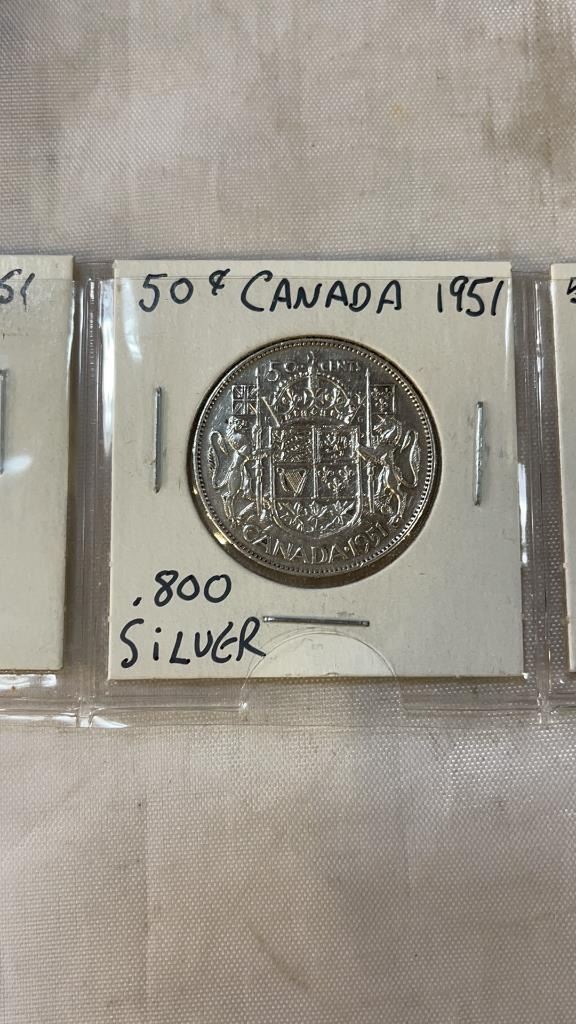 50¢ CANADA 1951
50 CENTS
CANADA·1951
.800
SiLVER